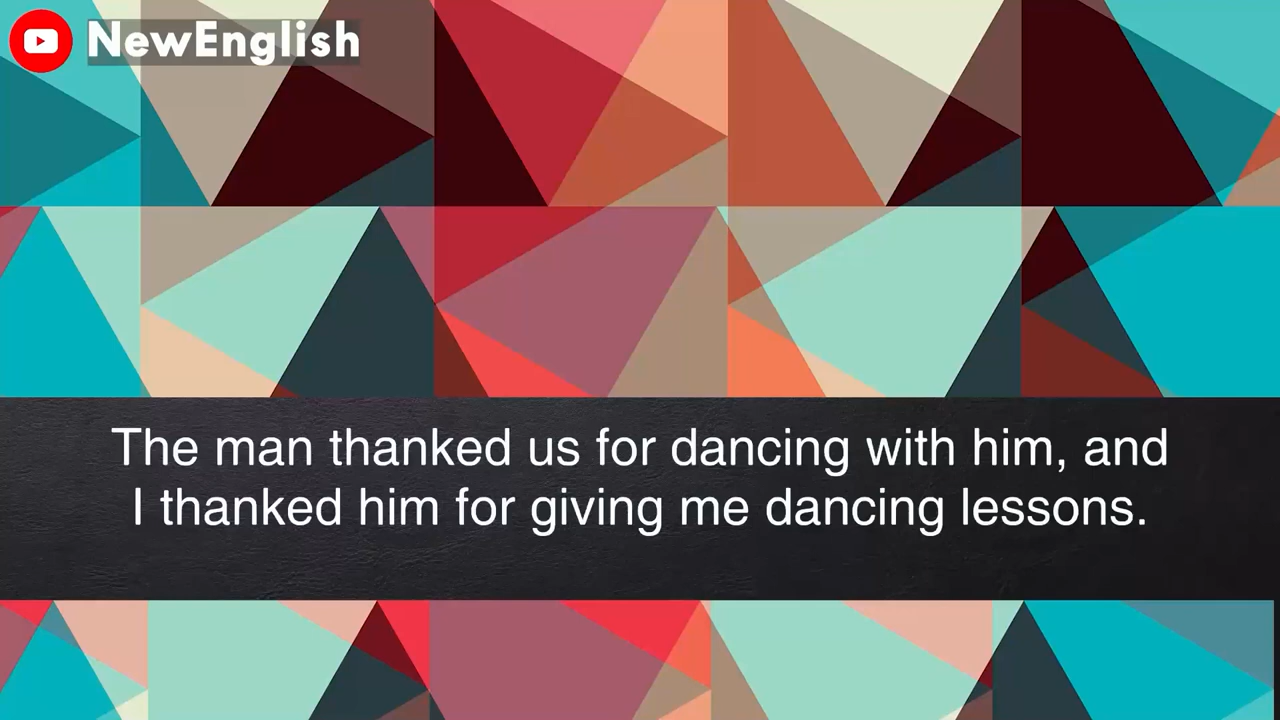 NewEnglish
The man thanked us for dancing with him, and
I thanked him for giving me dancing lessons.